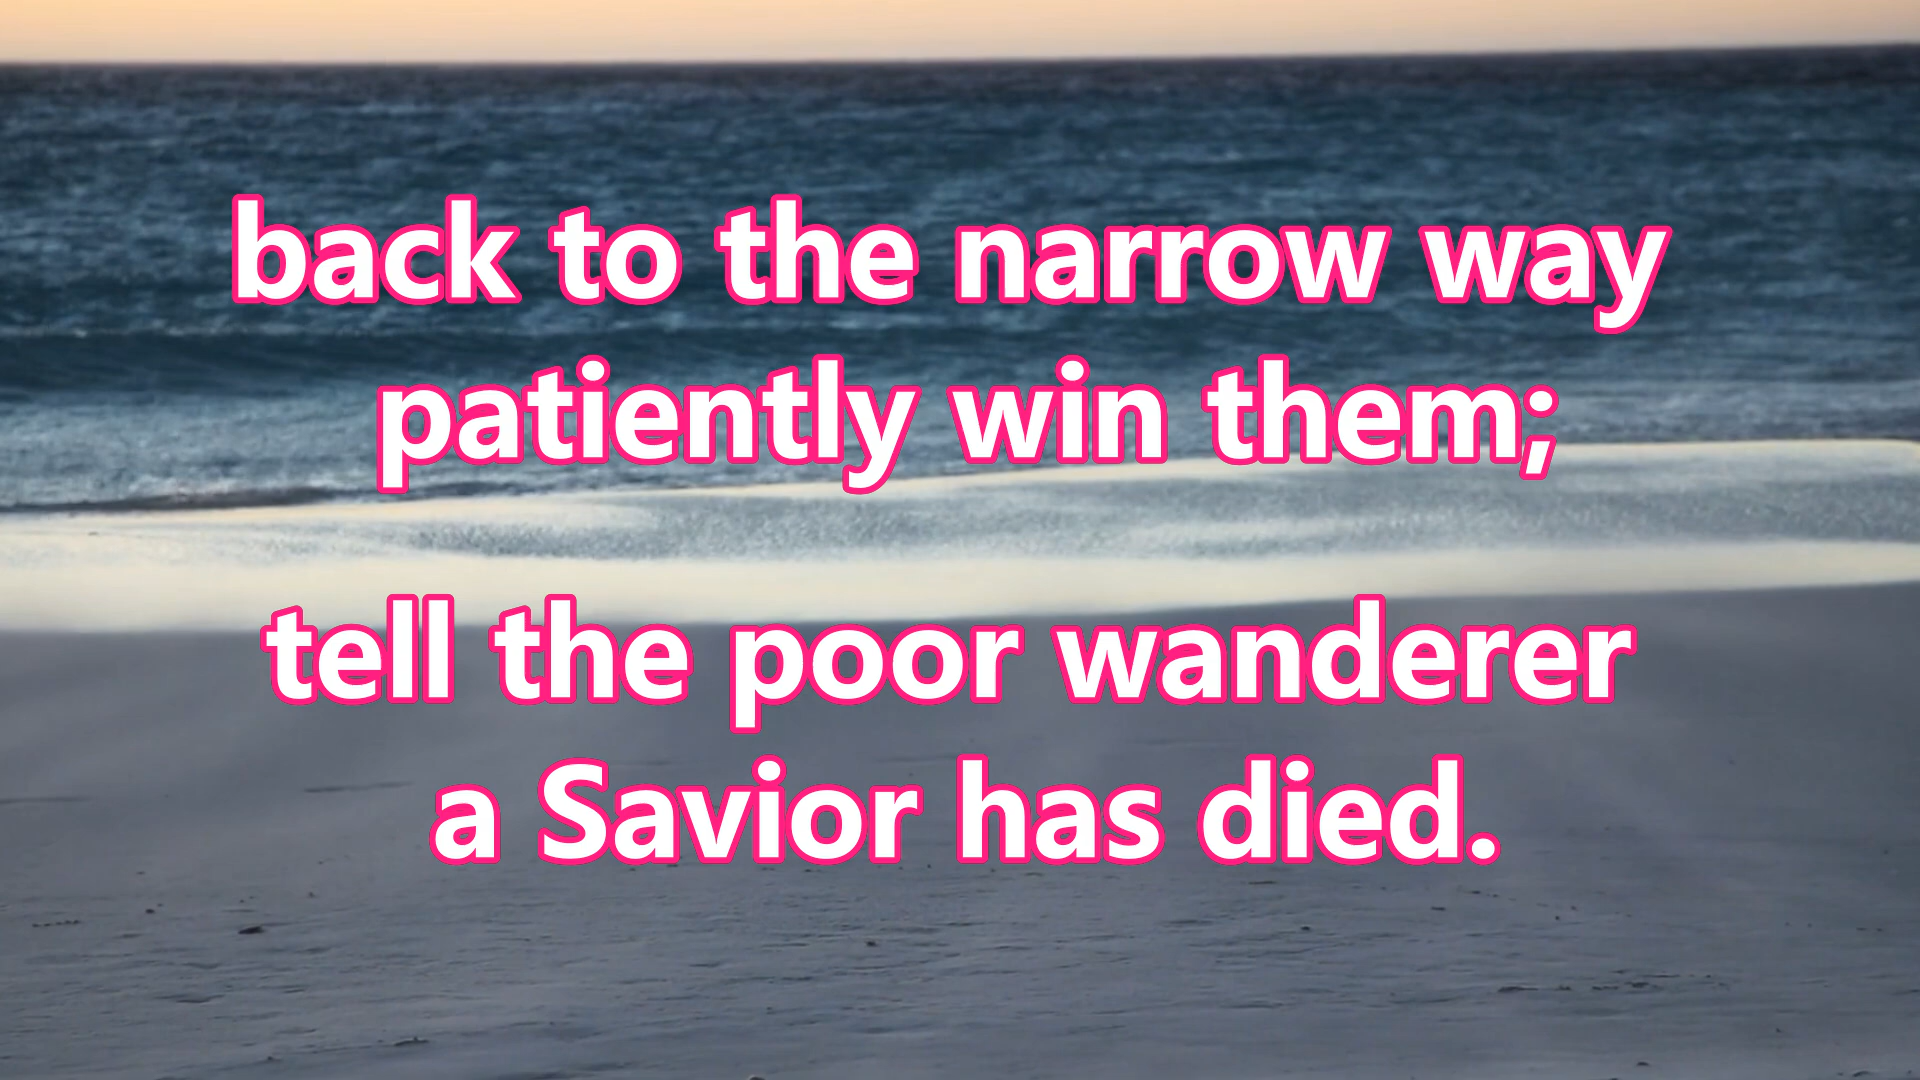 back to the narrow way
patiently win them;
tell the poor wanderer
a Savior has died.